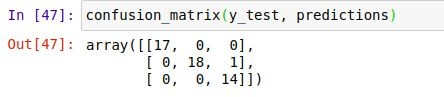 In [47]: confusion_matrix(y_test, predictions)
Out[47]: array([[17,  0,  0],
       [ 0, 18,  1],
       [ 0,  0, 14]])